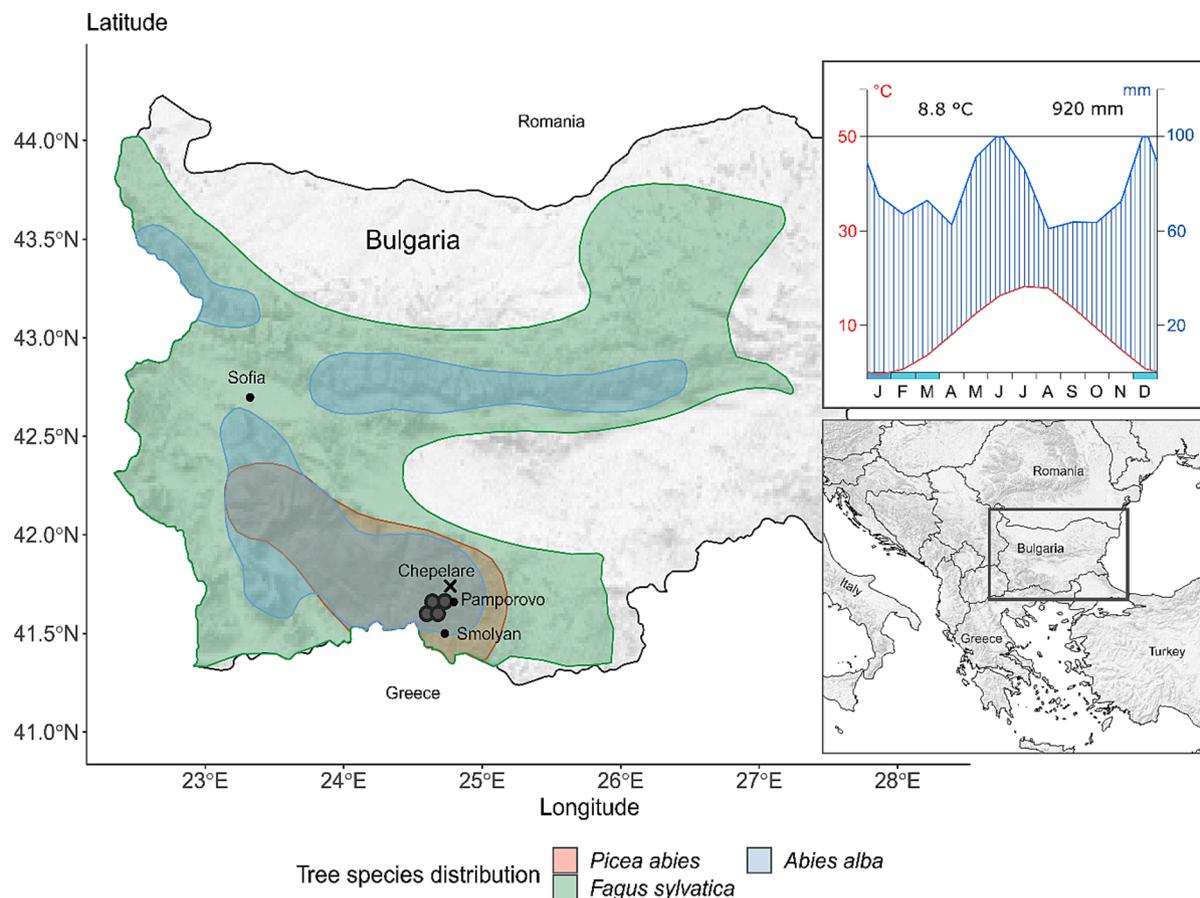 Latitude
44.0°N
43.5°N
43.0°N
42.5°N
42.0°N
41.5°N
41.0°N
Romania
Bulgaria
Sofia
Chepelare
Pamporovo
Smolyan
Greece
23°E 24°E 25°E 26°E 27°E 28°E
Longitude
°C mm
8.8 °C 920 mm
50 100
30 60
10 20
J F M A M J J A S O N D
Romania
Bulgaria
Italy
Greece
Turkey
Tree species distribution
Picea abies
Abies alba
Fagus sylvatica